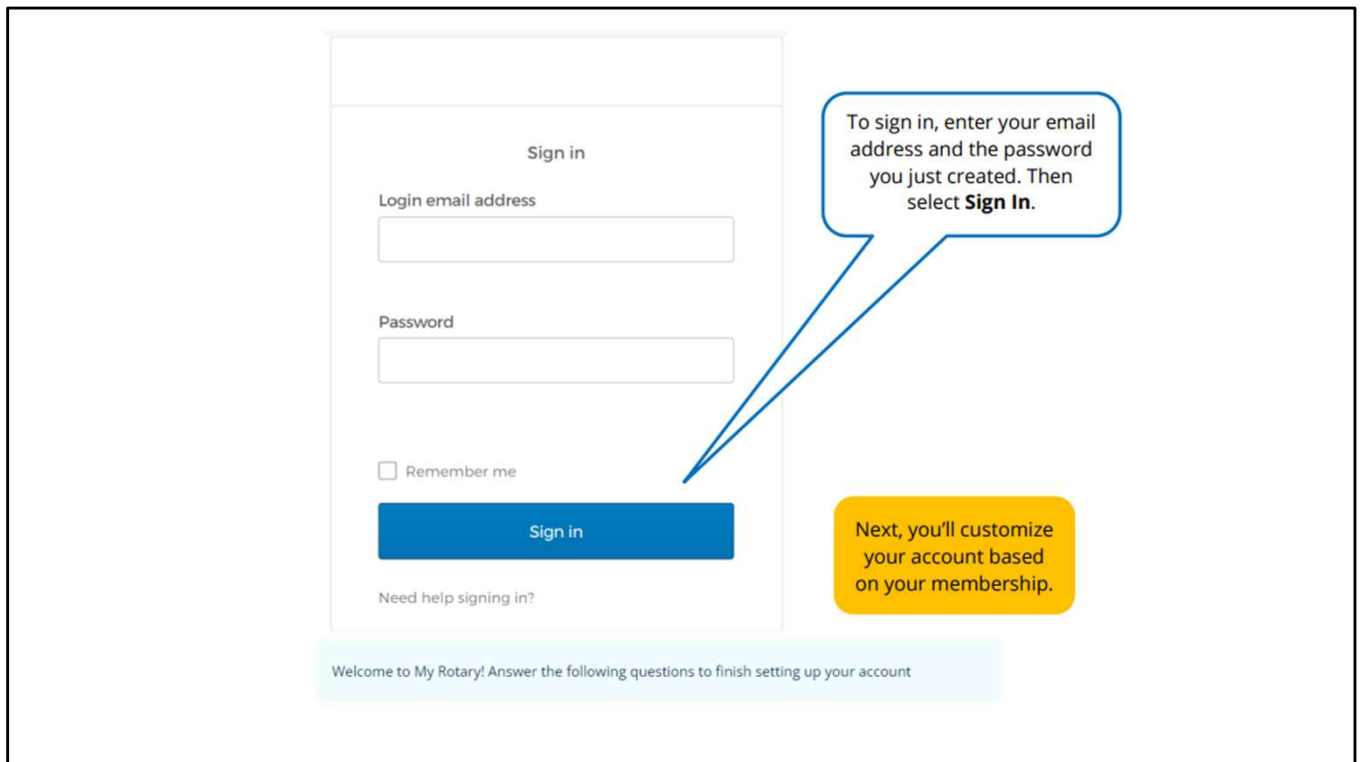 Sign in
Login email address
Password
Remember me
Sign in
Need help signing in?
To sign in, enter your email
address and the password
you just created. Then
select Sign In.
Next, you'll customize
your account based
on your membership.
Welcome to My Rotary! Answer the following questions to finish setting up your account